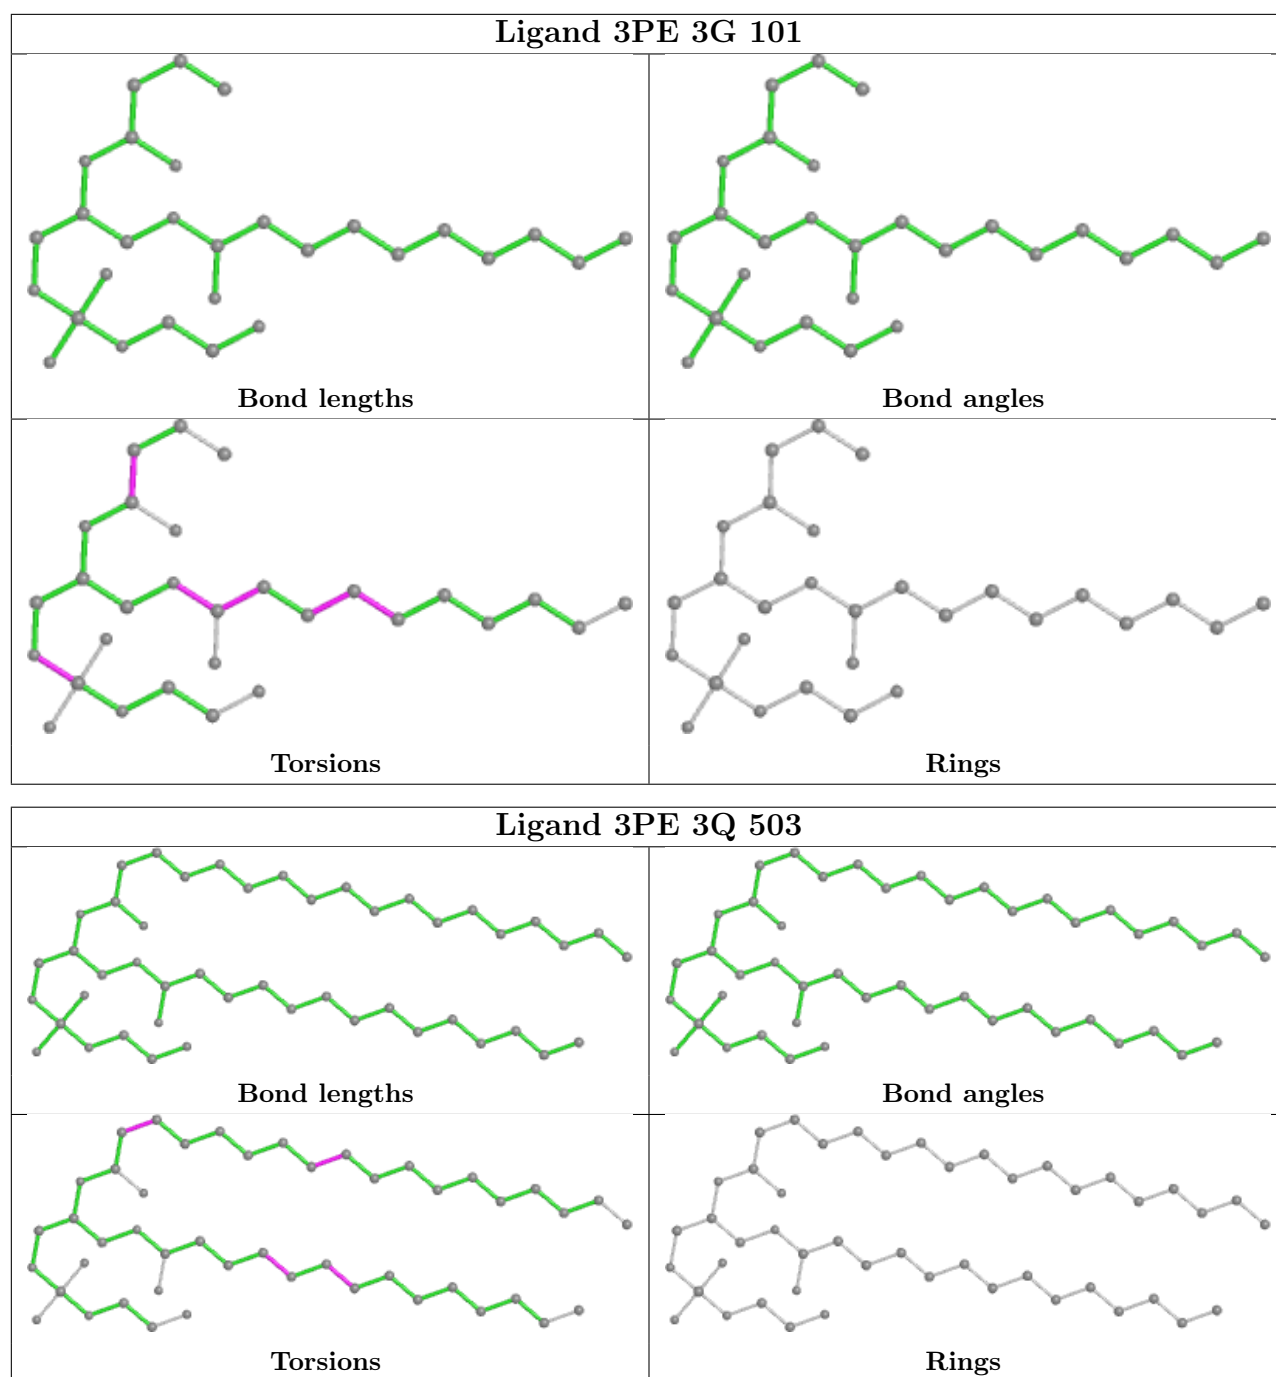 Ligand 3PE 3G 101
Bond lengths
Bond angles
Torsions
Rings
Ligand 3PE 3Q 503
Bond lengths
Bond angles
Torsions
Rings